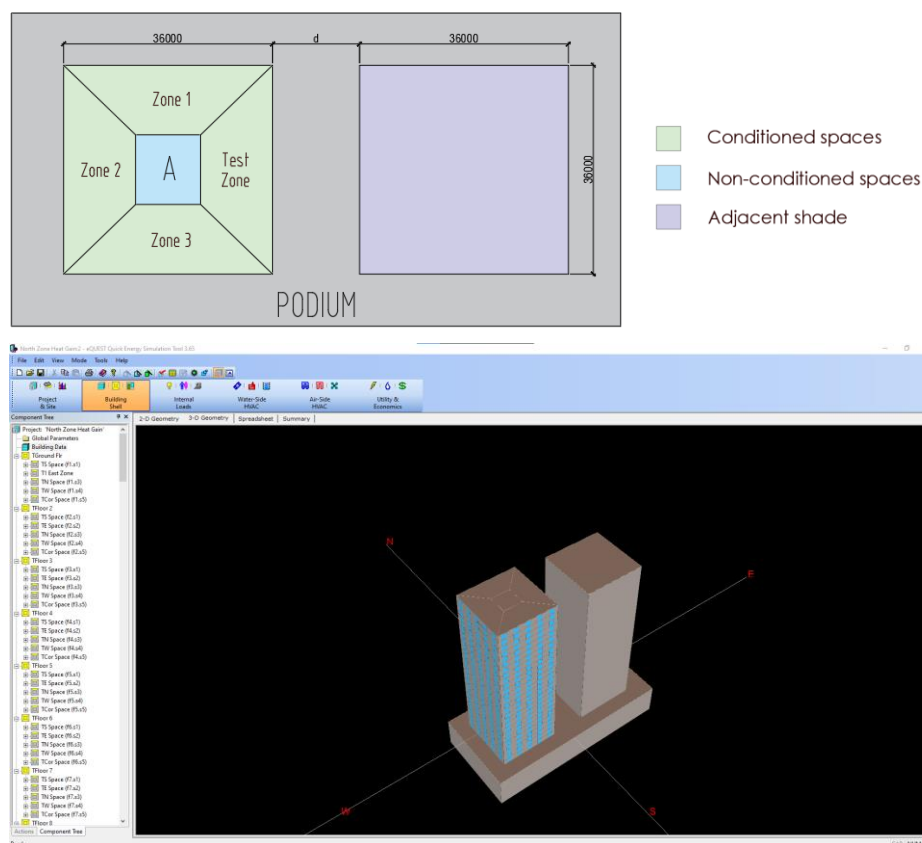 36000
d
36000
Zone 1
Zone 2
A
Test
Zone
Zone 3
36000
PODIUM
Conditioned spaces
Non-conditioned spaces
Adjacent shade
North Zone Heat Gain2 - eQUEST Quick Energy Simulation Tool 3.65
File Edit View Mode Tools Help
Project & Site
Building Shell
Internal Loads
Water-Side HVAC
Air-Side HVAC
Utility & Economics
Component Tree
2-D Geometry 3-D Geometry Spreadsheet Summary
Project: 'North Zone Heat Gain'
Global Parameters
Building Data
TGround Flr
TS Space (f1.s1)
T1 East Zone
TN Space (f1.s3)
TW Space (f1.s4)
TCor Space (f1.s5)
TFloor 2
TS Space (f2.s1)
TE Space (f2.s2)
TN Space (f2.s3)
TW Space (f2.s4)
TCor Space (f2.s5)
TFloor 3
TS Space (f3.s1)
TE Space (f3.s2)
TN Space (f3.s3)
TW Space (f3.s4)
TCor Space (f3.s5)
TFloor 4
TS Space (f4.s1)
TE Space (f4.s2)
TN Space (f4.s3)
TW Space (f4.s4)
TCor Space (f4.s5)
TFloor 5
TS Space (f5.s1)
TE Space (f5.s2)
TN Space (f5.s3)
TW Space (f5.s4)
TCor Space (f5.s5)
TFloor 6
TS Space (f6.s1)
TE Space (f6.s2)
TN Space (f6.s3)
TW Space (f6.s4)
TCor Space (f6.s5)
TFloor 7
TS Space (f7.s1)
TE Space (f7.s2)
TN Space (f7.s3)
TW Space (f7.s4)
TCor Space (f7.s5)
TFloor 8
Actions Component Tree
N
E
W
S